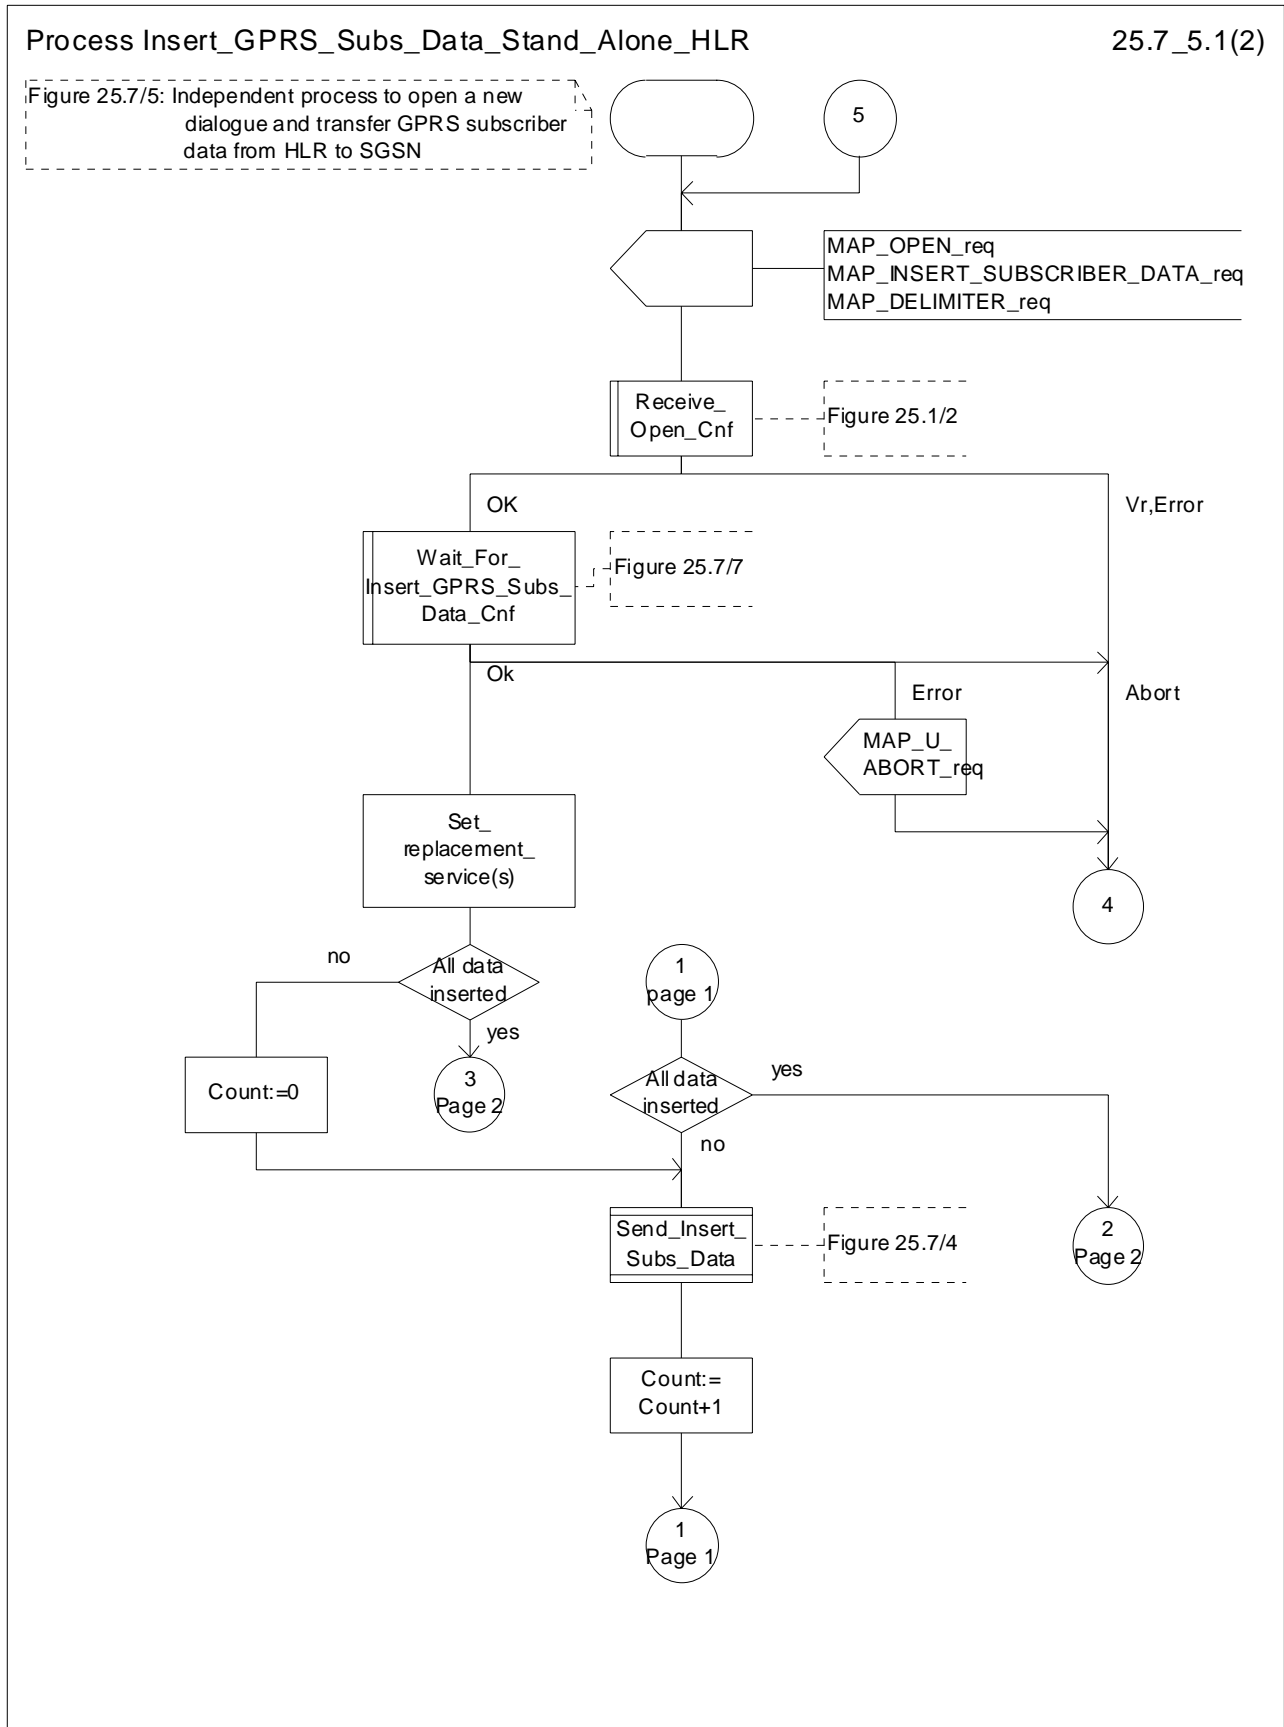 Process Insert_GPRS_Subs_Data_Stand_Alone_HLR
25.7_5.1(2)
Figure 25.7/5: Independent process to open a new
dialogue and transfer GPRS subscriber
data from HLR to SGSN
5
MAP_OPEN_req
MAP_INSERT_SUBSCRIBER_DATA_req
MAP_DELIMITER_req
Receive_
Open_Cnf
Figure 25.1/2
OK
Vr,Error
Wait_For_
Insert_GPRS_Subs_
Data_Cnf
Figure 25.7/7
Ok
Error
Abort
MAP_U_
ABORT_req
Set_
replacement_
service(s)
4
no
All data
inserted
yes
1
page 1
Count:=0
3
Page 2
All data
inserted
yes
no
Send_Insert_
Subs_Data
Figure 25.7/4
2
Page 2
Count:=
Count+1
1
Page 1